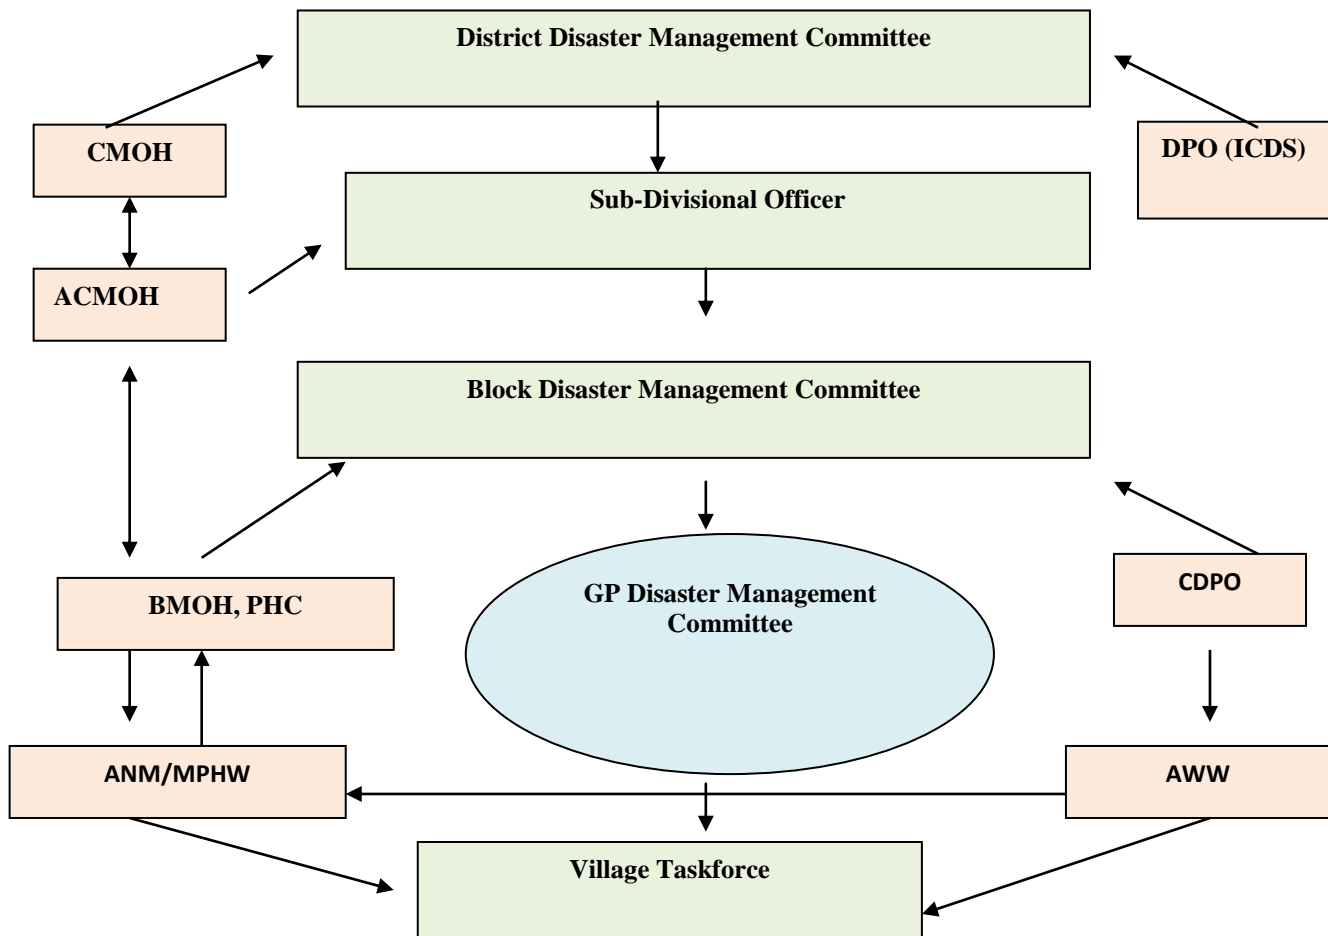 District Disaster Management Committee
CMOH
DPO (ICDS)
Sub-Divisional Officer
ACMOH
Block Disaster Management Committee
BMOH, PHC
GP Disaster Management
Committee
CDPO
ANM/MPHW
AWW
Village Taskforce